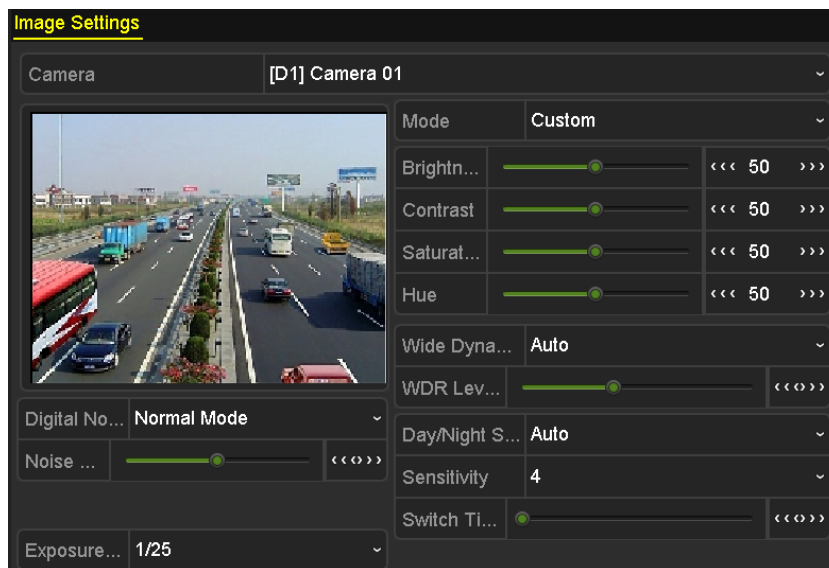 Image Settings
Camera [D1] Camera 01
Mode Custom
Brightn... ‹‹‹ 50 ›››
Contrast ‹‹‹ 50 ›››
Saturat... ‹‹‹ 50 ›››
Hue ‹‹‹ 50 ›››
Wide Dyna... Auto
WDR Lev... ‹‹‹›››
Digital No... Normal Mode
Noise ... ‹‹‹›››
Day/Night S... Auto
Sensitivity 4
Switch Ti... ‹‹‹›››
Exposure... 1/25